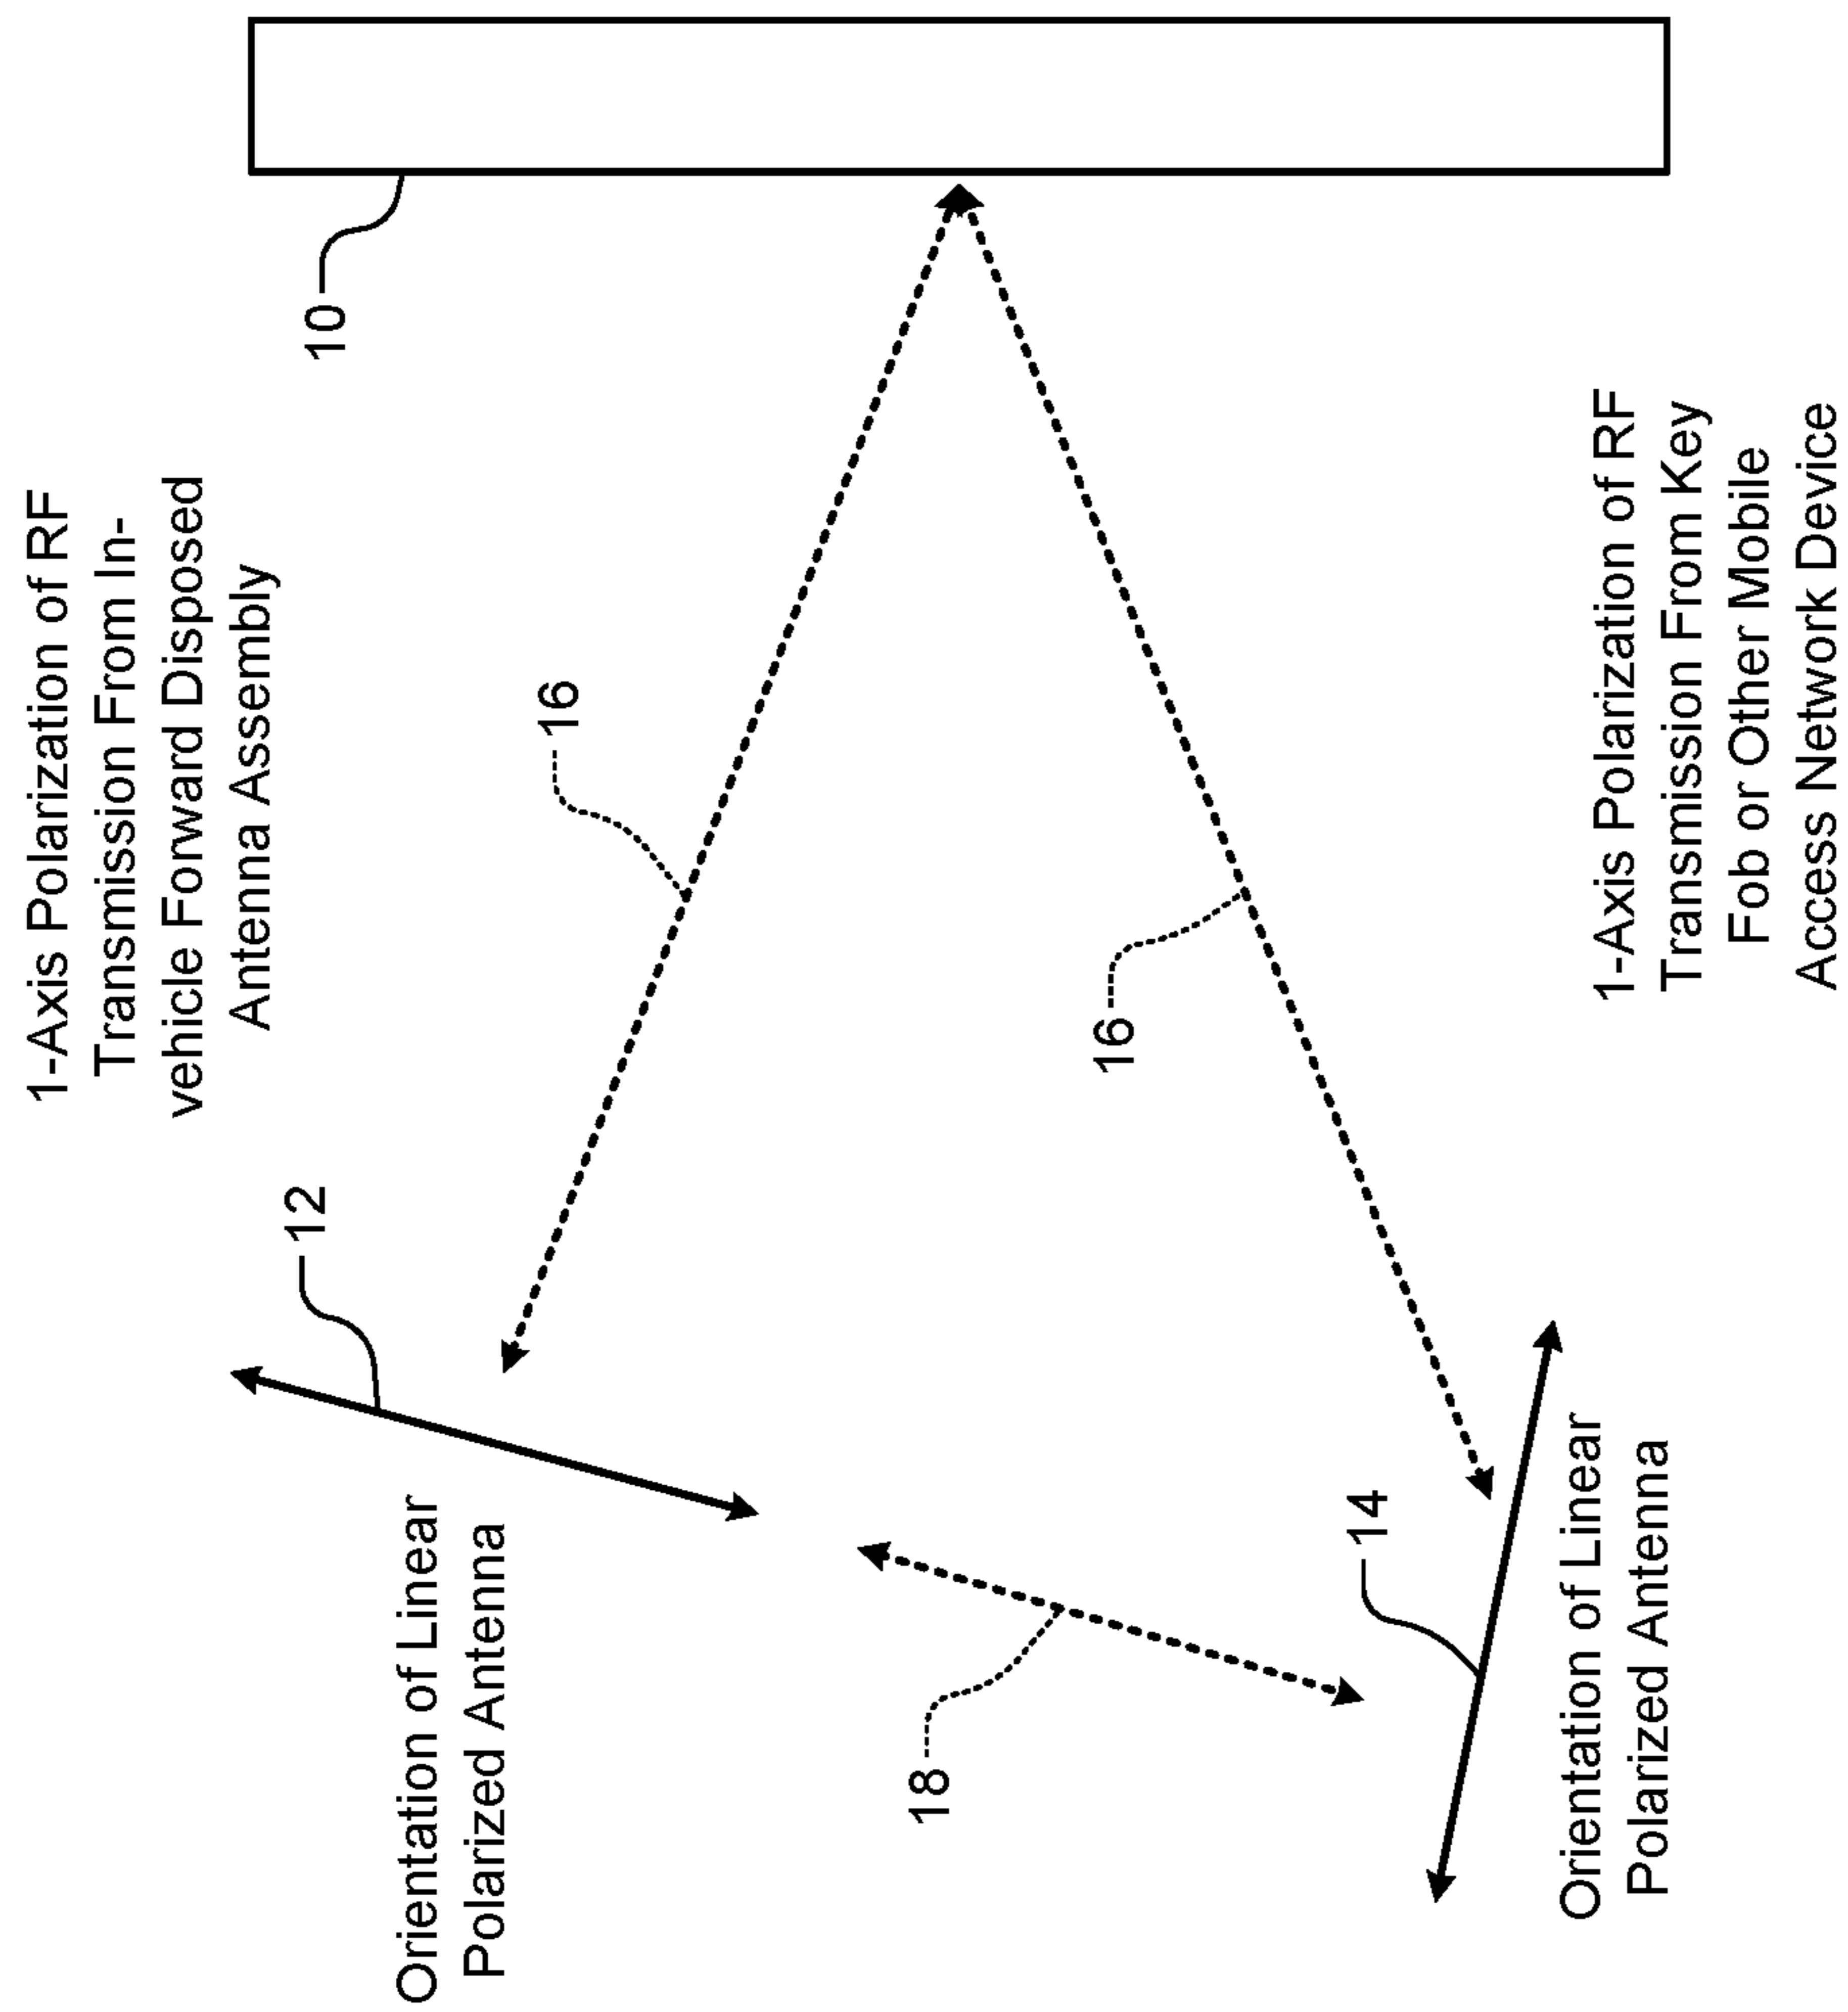 1-Axis Polarization of RF
Transmission From In-
vehicle Forward Disposed
Antenna Assembly
10
16
12
Orientation of Linear
Polarized Antenna
18
16
14
Orientation of Linear
Polarized Antenna
1-Axis Polarization of RF
Transmission From Key
Fob or Other Mobile
Access Network Device